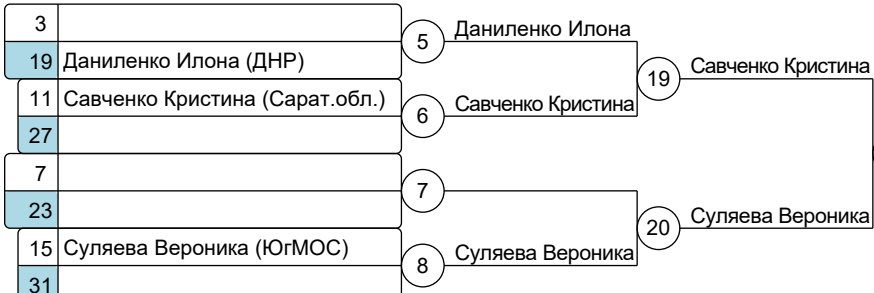 3
19 Даниленко Илона (ДНР)
5
Даниленко Илона
11 Савченко Кристина (Сарат.обл.)
27
6
Савченко Кристина
19
Савченко Кристина
7
23
7
15 Суляева Вероника (ЮгМОС)
31
8
Суляева Вероника
20
Суляева Вероника